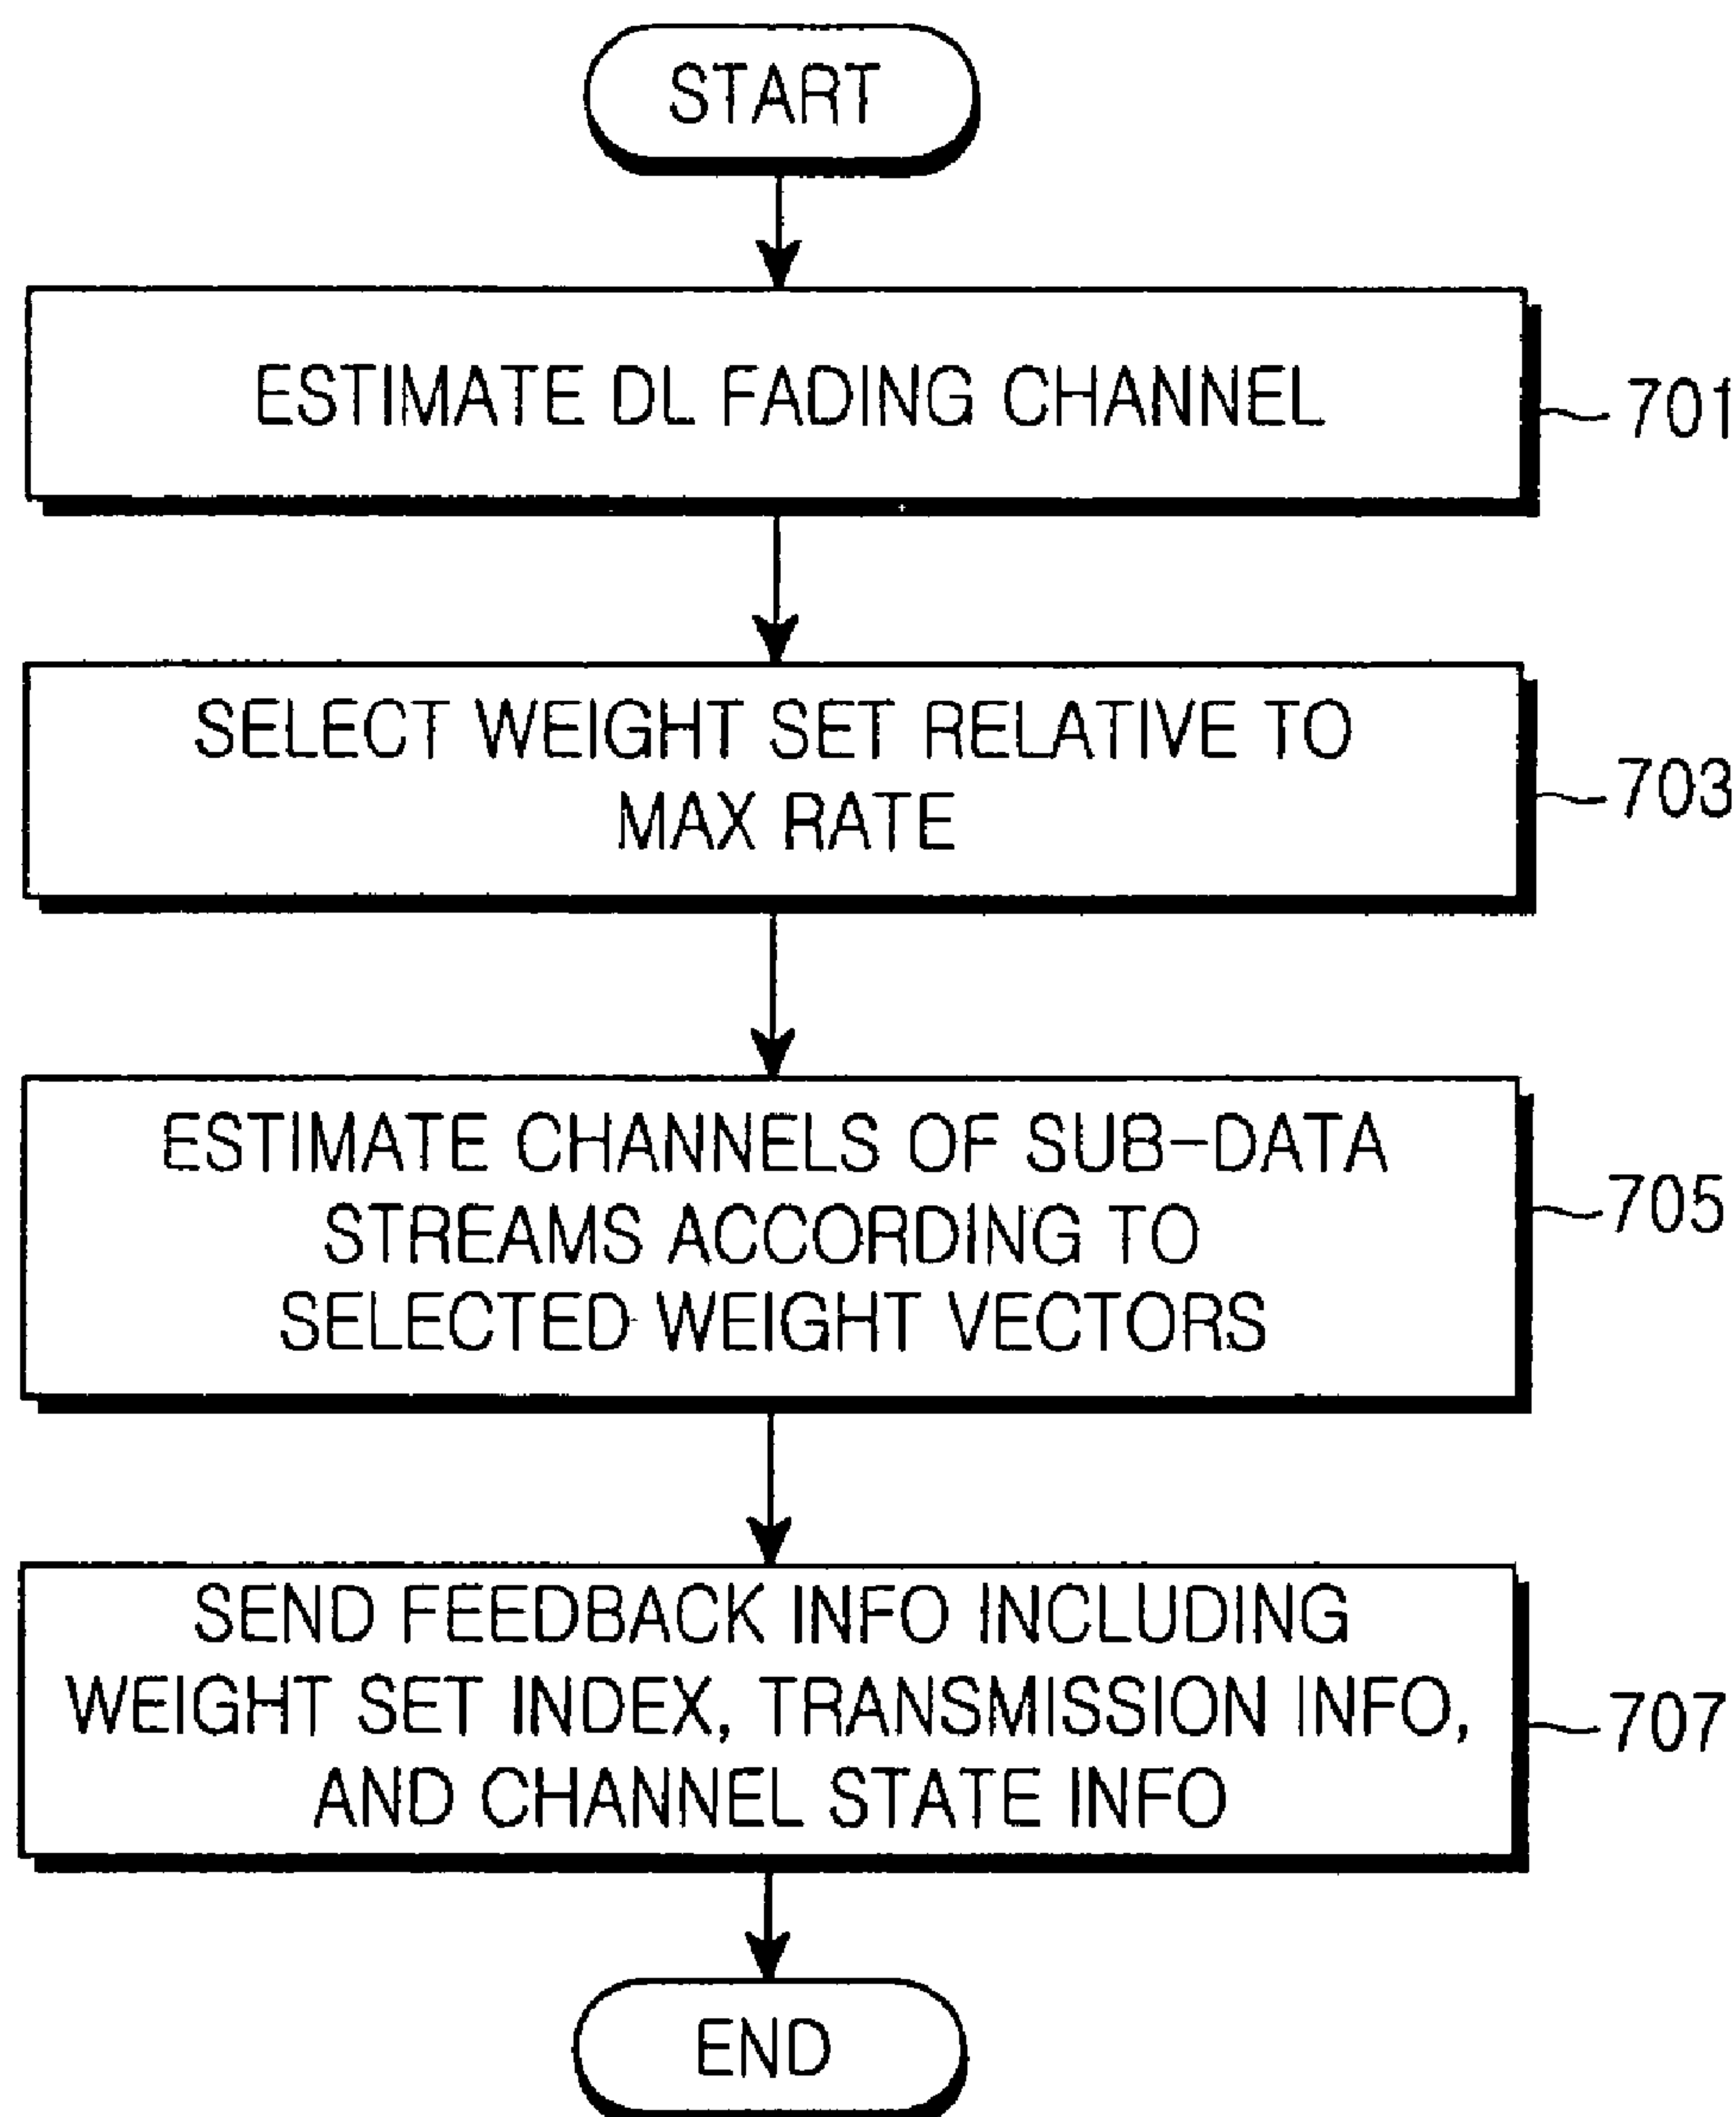 START
ESTIMATE DL FADING CHANNEL
701
SELECT WEIGHT SET RELATIVE TO
MAX RATE
703
ESTIMATE CHANNELS OF SUB-DATA
STREAMS ACCORDING TO
SELECTED WEIGHT VECTORS
705
SEND FEEDBACK INFO INCLUDING
WEIGHT SET INDEX, TRANSMISSION INFO,
AND CHANNEL STATE INFO
707
END